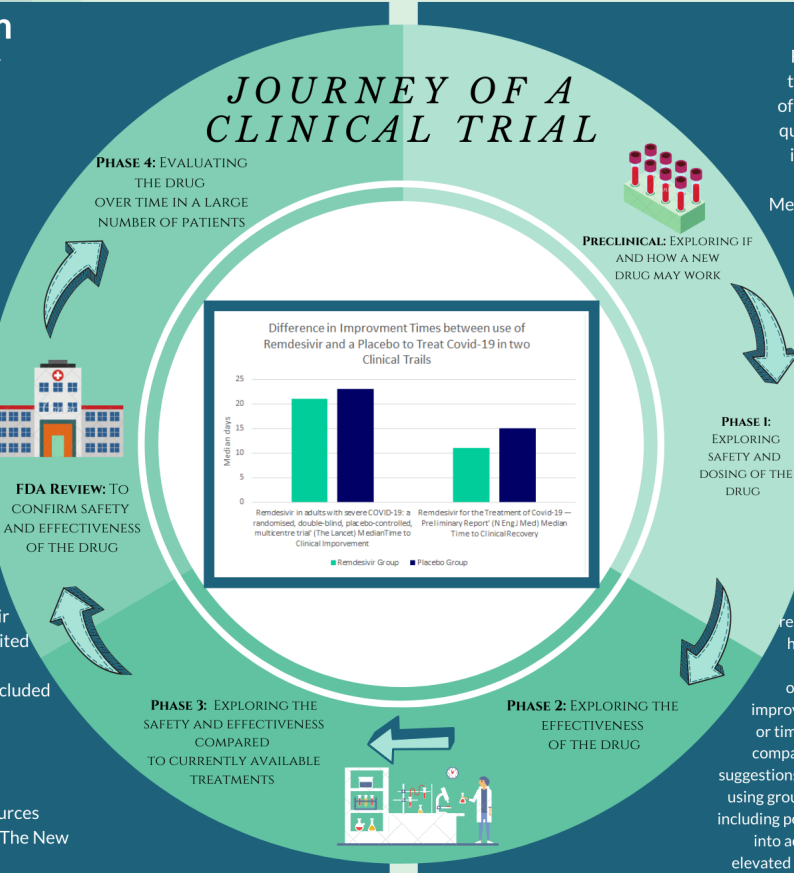 JOURNEY OF A
CLINICAL TRIAL
PRECLINICAL: EXPLORING IF
AND HOW A NEW
DRUG MAY WORK
PHASE 1:
EXPLORING
SAFETY AND
DOSING OF THE
DRUG
PHASE 2: EXPLORING THE
EFFECTIVENESS
OF THE DRUG
PHASE 3: EXPLORING THE
SAFETY AND EFFECTIVENESS
COMPARED
TO CURRENTLY AVAILABLE
TREATMENTS
FDA REVIEW: TO
CONFIRM SAFETY
AND EFFECTIVENESS
OF THE DRUG
PHASE 4: EVALUATING
THE DRUG
OVER TIME IN A LARGE
NUMBER OF PATIENTS
Difference in Improvment Times between use of
Remdesivir and a Placebo to Treat Covid-19 in two
Clinical Trails
Median days
25
20
15
10
5
0
Remdesivir in adults with severe COVID-19: a
randomised, double-blind, placebo-controlled,
multicentre trial' (The Lancet) MedianTime to
Clinical Imporvement
Remdesivir for the Treatment of Covid-19 —
Preliminary Report' (N Eng J Med) Median
Time to Clinical Recovery
Remdesivir Group
Placebo Group
ited
cluded
urces
The New
of
qu
i
Me
h
o
improv
or tim
compa
suggestions
using grou
including po
into a
elevated